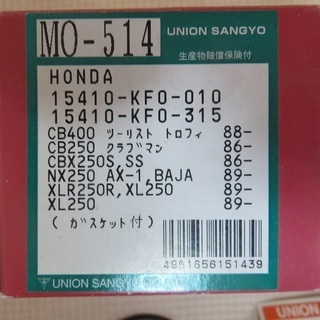 MO-514 UNION SANGYO
生産物賠償保険付
HONDA
15410-KF0-010
15410-KF0-315
CB400 ツーリスト トロフィ 88-
CB250 クラブマン 86-
CBX250S,SS 86-
NX250 AX-1,BAJA 89-
XLR250R,XL250 89-
XL250 89-
(ガスケット付)
UNION SANGYO CO.
4961656151439
UNION